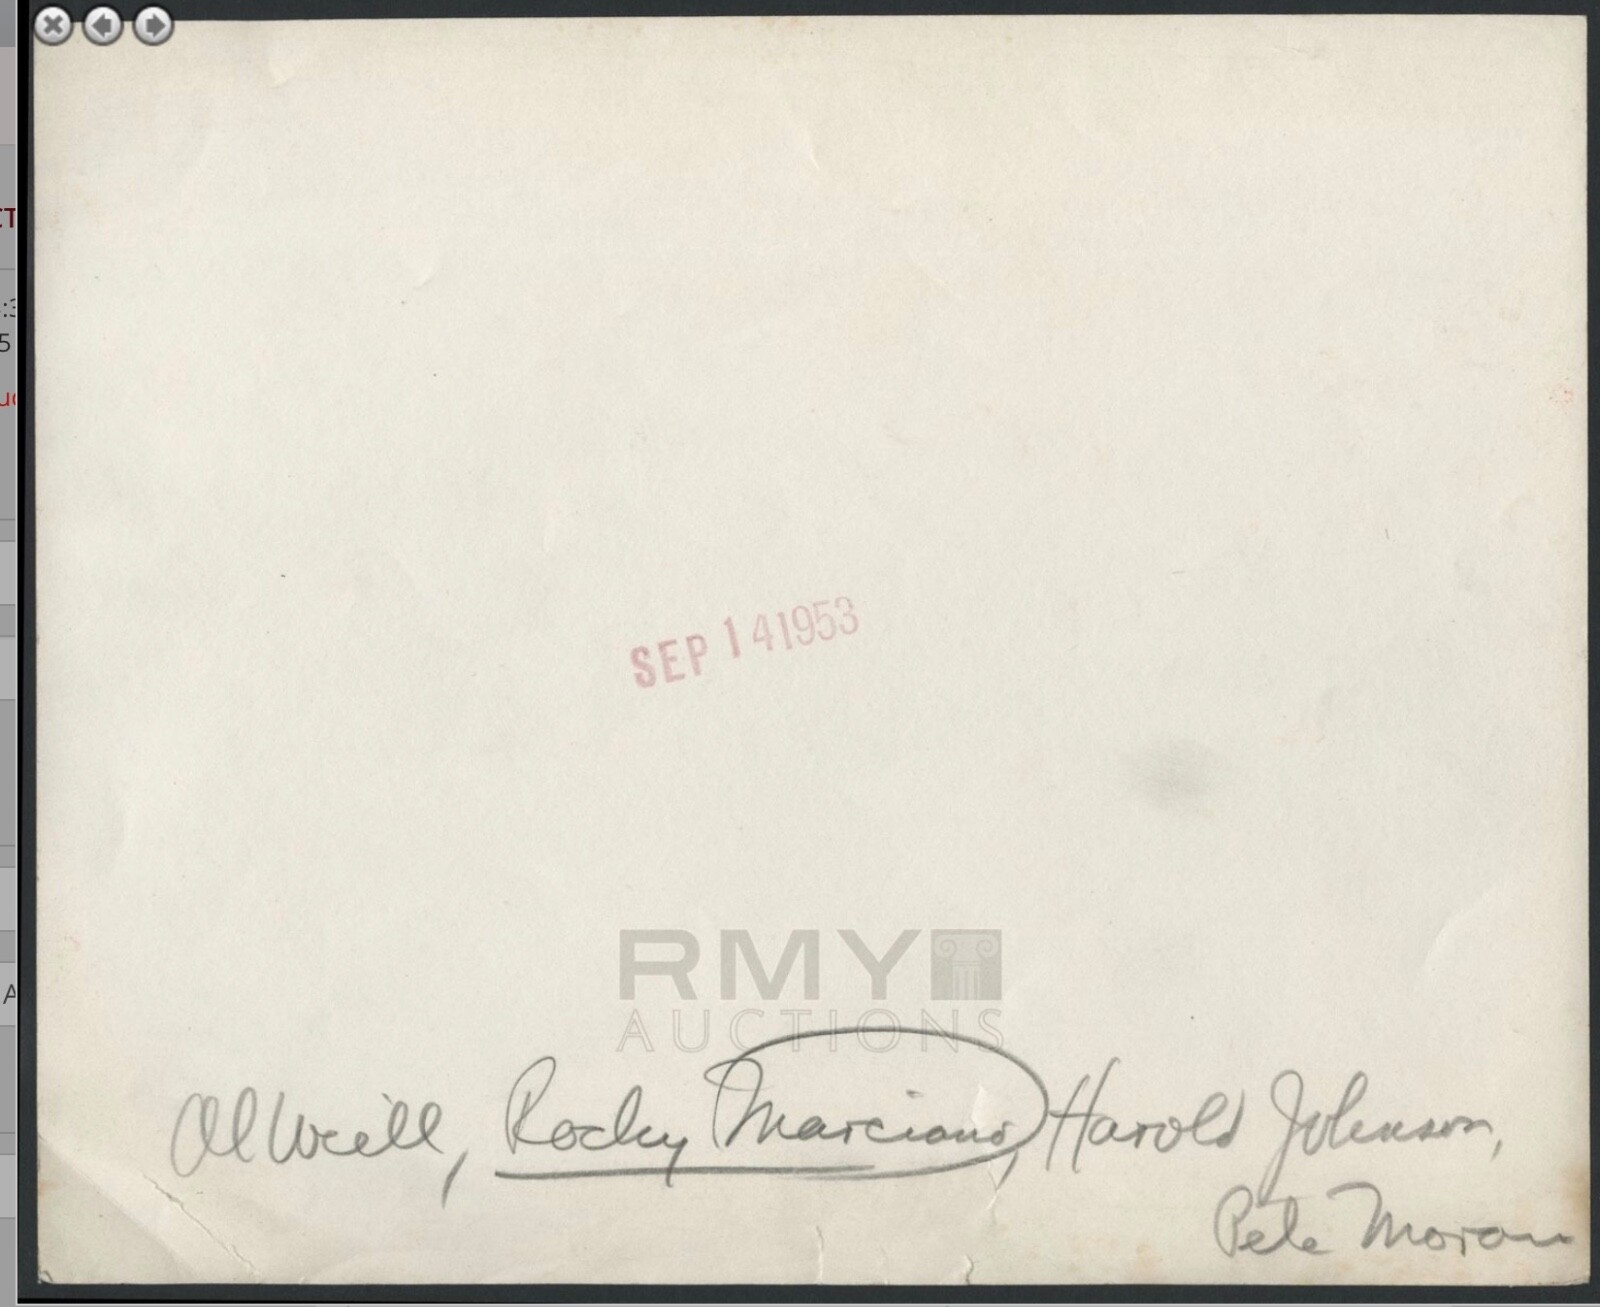 SEP 14 1953
RMY
AUCTIONS
Al Weill, Rocky Marciano, Harold Johnson,
Pete Moran